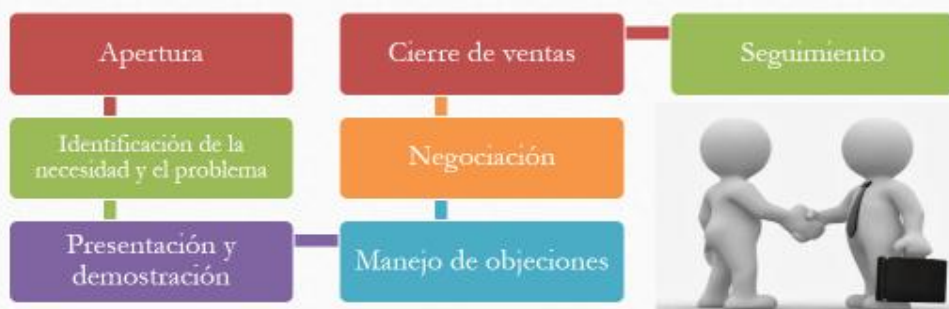 Apertura
Identificación de la
necesidad y el problema
Presentación y
demostración
Manejo de objeciones
Negociación
Cierre de ventas
Seguimiento